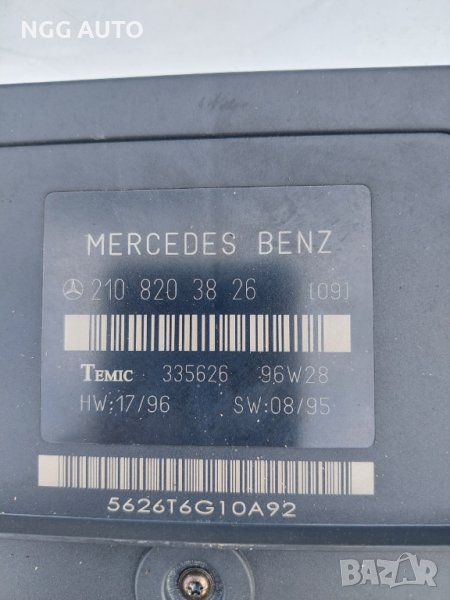 NGG AUTO
MERCEDES BENZ
210 820 38 26 [09]
TEMIC 335626 96W28
HW:17/96 SW:08/95
5626T6G10A92
BAZAR